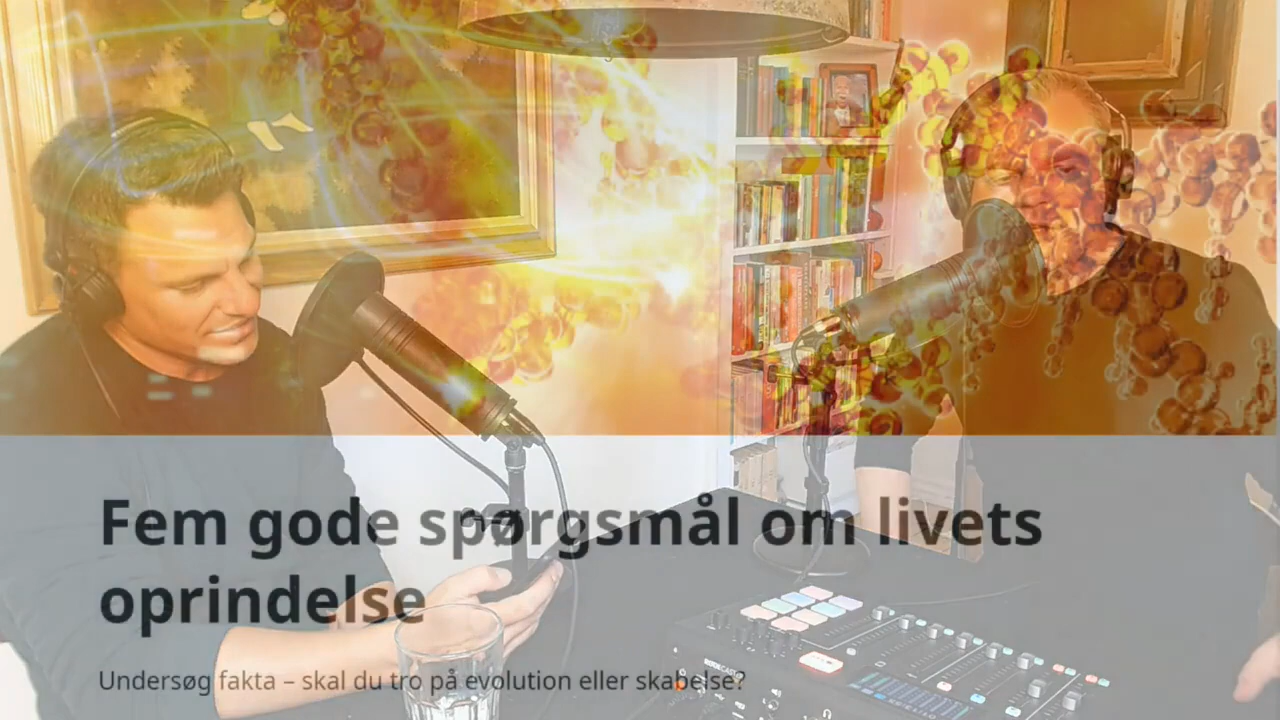 Fem gode spørgsmål om livets
oprindelse
Undersøg fakta – skal du tro på evolution eller skabelse?